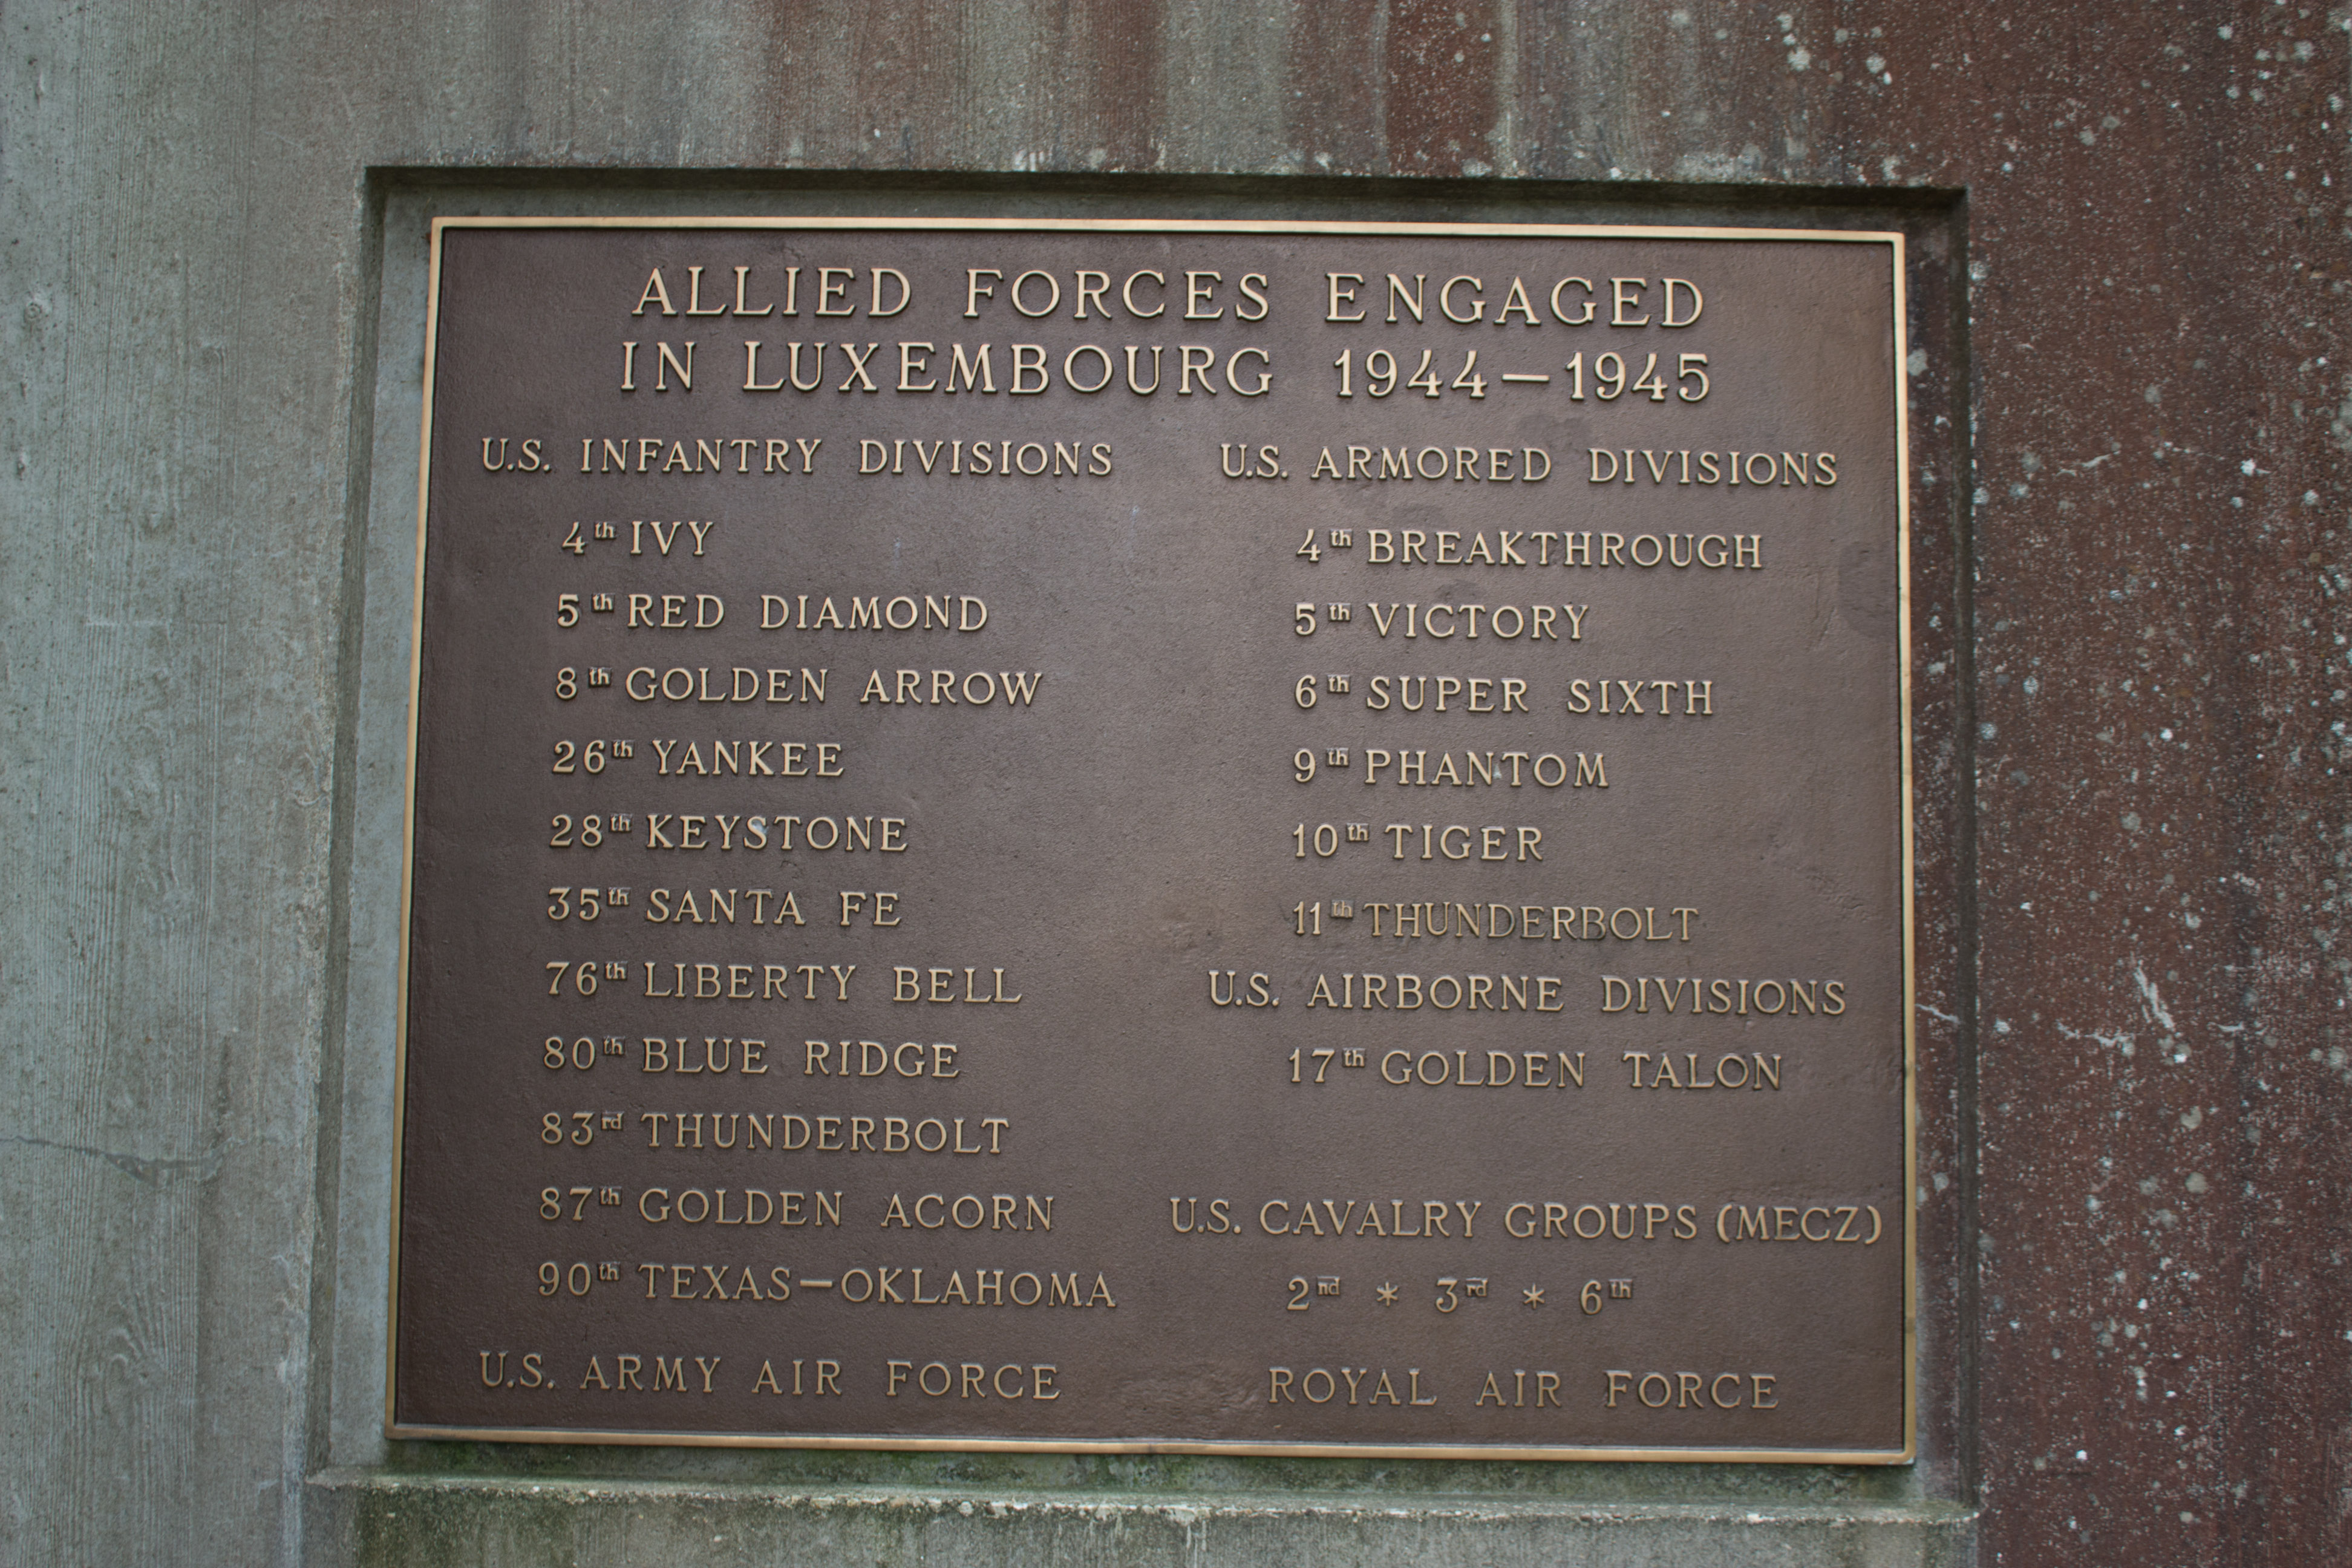 ALLIED FORCES ENGAGED
IN LUXEMBOURG 1944—1945
U.S. INFANTRY DIVISIONS
4th IVY
5th RED DIAMOND
8th GOLDEN ARROW
26th YANKEE
28th KEYSTONE
35th SANTA FE
76th LIBERTY BELL
80th BLUE RIDGE
83rd THUNDERBOLT
87th GOLDEN ACORN
90th TEXAS—OKLAHOMA
U.S. ARMY AIR FORCE
U.S. ARMORED DIVISIONS
4th BREAKTHROUGH
5th VICTORY
6th SUPER SIXTH
9th PHANTOM
10th TIGER
11th THUNDERBOLT
U.S. AIRBORNE DIVISIONS
17th GOLDEN TALON
U.S. CAVALRY GROUPS (MECZ)
2nd * 3rd * 6th
ROYAL AIR FORCE